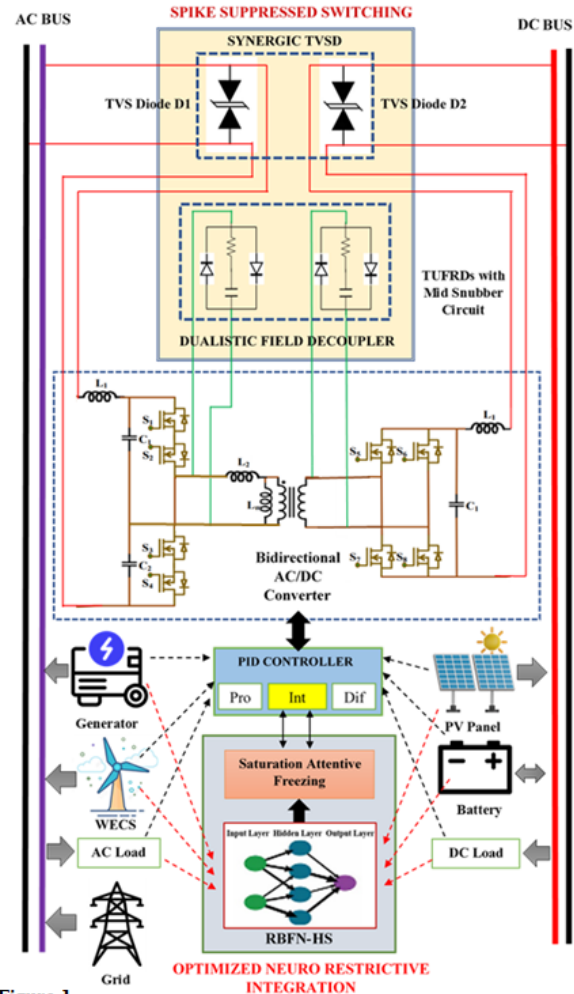 SPIKE SUPPRESSED SWITCHING
AC BUS
DC BUS
SYNERGIC TVSD
TVS Diode D1
TVS Diode D2
TUFRDs with
Mid Snubber
Circuit
DUALISTIC FIELD DECOUPLER
L1
L1
S1
C1
S2
L2
S5
S6
C1
S3
C2
S4
S7
S8
Bidirectional
AC/DC
Converter
PID CONTROLLER
Pro
Int
Dif
Generator
PV Panel
Saturation Attentive
Freezing
WECS
Battery
Input Layer Hidden Layer Output Layer
AC Load
DC Load
RBFN-HS
Grid
OPTIMIZED NEURO RESTRICTIVE
INTEGRATION